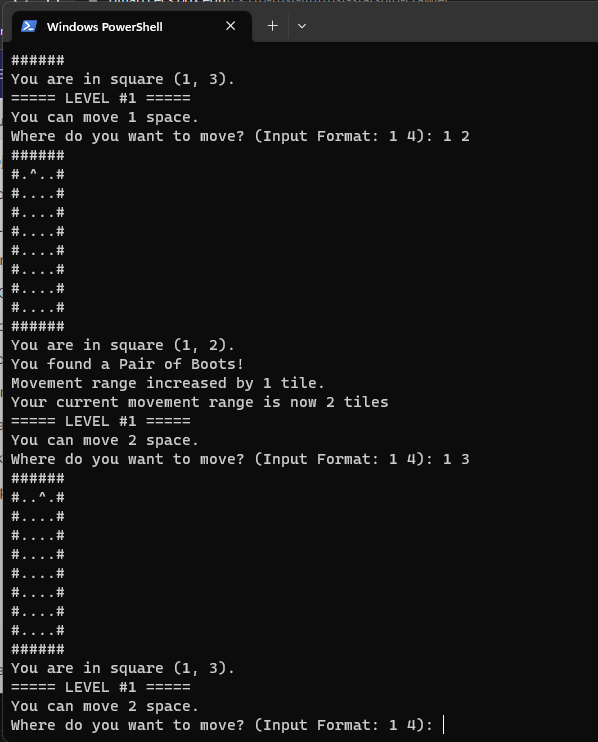 Windows PowerShell
######
You are in square (1, 3).
===== LEVEL #1 =====
You can move 1 space.
Where do you want to move? (Input Format: 1 4): 1 2
######
#.^..#
#....#
#....#
#....#
#....#
#....#
#....#
#....#
######
You are in square (1, 2).
You found a Pair of Boots!
Movement range increased by 1 tile.
Your current movement range is now 2 tiles
===== LEVEL #1 =====
You can move 2 space.
Where do you want to move? (Input Format: 1 4): 1 3
######
#..^.#
#....#
#....#
#....#
#....#
#....#
#....#
#....#
######
You are in square (1, 3).
===== LEVEL #1 =====
You can move 2 space.
Where do you want to move? (Input Format: 1 4):